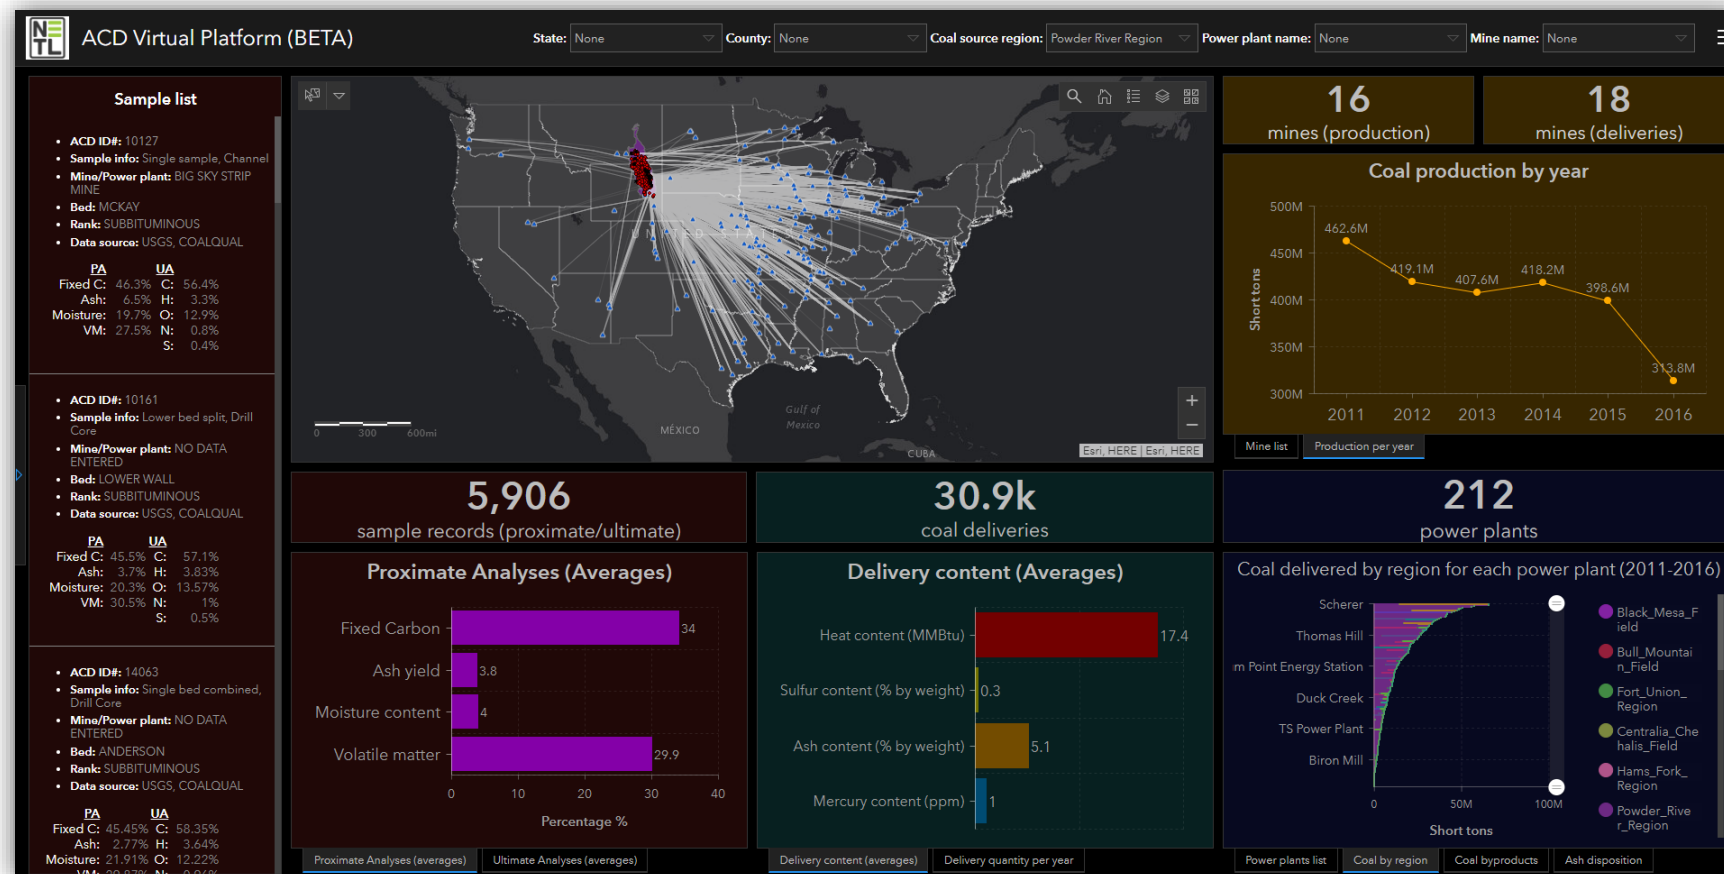 NETL
ACD Virtual Platform (BETA)
State: None
County: None
Coal source region: Powder River Region
Power plant name: None
Mine name: None
Sample list
ACD ID#: 10127
Sample info: Single sample, Channel
Mine/Power plant: BIG SKY STRIP
MINE
Bed: MCKAY
Rank: SUBBITUMINOUS
Data source: USGS, COALQUAL
PA UA
Fixed C: 46.3% C: 56.4%
Ash: 6.5% H: 3.3%
Moisture: 19.7% O: 12.9%
VM: 27.5% N: 0.8%
S: 0.4%
ACD ID#: 10161
Sample info: Lower bed split, Drill
Core
Mine/Power plant: NO DATA
ENTERED
Bed: LOWER WALL
Rank: SUBBITUMINOUS
Data source: USGS, COALQUAL
PA UA
Fixed C: 45.5% C: 57.1%
Ash: 3.7% H: 3.83%
Moisture: 20.3% O: 13.57%
VM: 30.5% N: 1%
S: 0.5%
ACD ID#: 14063
Sample info: Single bed combined,
Drill Core
Mine/Power plant: NO DATA
ENTERED
Bed: ANDERSON
Rank: SUBBITUMINOUS
Data source: USGS, COALQUAL
PA UA
Fixed C: 45.45% C: 58.35%
Ash: 2.77% H: 3.64%
Moisture: 21.91% O: 12.22%
UNITED STATES
MÉXICO
Gulf of
Mexico
CUBA
0 300 600mi
+
−
Esri, HERE | Esri, HERE
16
mines (production)
18
mines (deliveries)
Coal production by year
Short tons
500M
450M
400M
350M
300M
462.6M
419.1M
407.6M
418.2M
398.6M
313.8M
2011 2012 2013 2014 2015 2016
Mine list
Production per year
5,906
sample records (proximate/ultimate)
30.9k
coal deliveries
212
power plants
Proximate Analyses (Averages)
Fixed Carbon 34
Ash yield 3.8
Moisture content 4
Volatile matter 29.9
0 10 20 30 40
Percentage %
Proximate Analyses (averages)
Ultimate Analyses (averages)
Delivery content (Averages)
Heat content (MMBtu) 17.4
Sulfur content (% by weight) 0.3
Ash content (% by weight) 5.1
Mercury content (ppm) 1
Delivery content (averages)
Delivery quantity per year
Coal delivered by region for each power plant (2011-2016)
Scherer
Thomas Hill
m Point Energy Station
Duck Creek
TS Power Plant
Biron Mill
0 50M 100M
Short tons
Black_Mesa_F
ield
Bull_Mountai
n_Field
Fort_Union_
Region
Centralia_Che
halis_Field
Hams_Fork_
Region
Powder_Rive
r_Region
Power plants list
Coal by region
Coal byproducts
Ash disposition